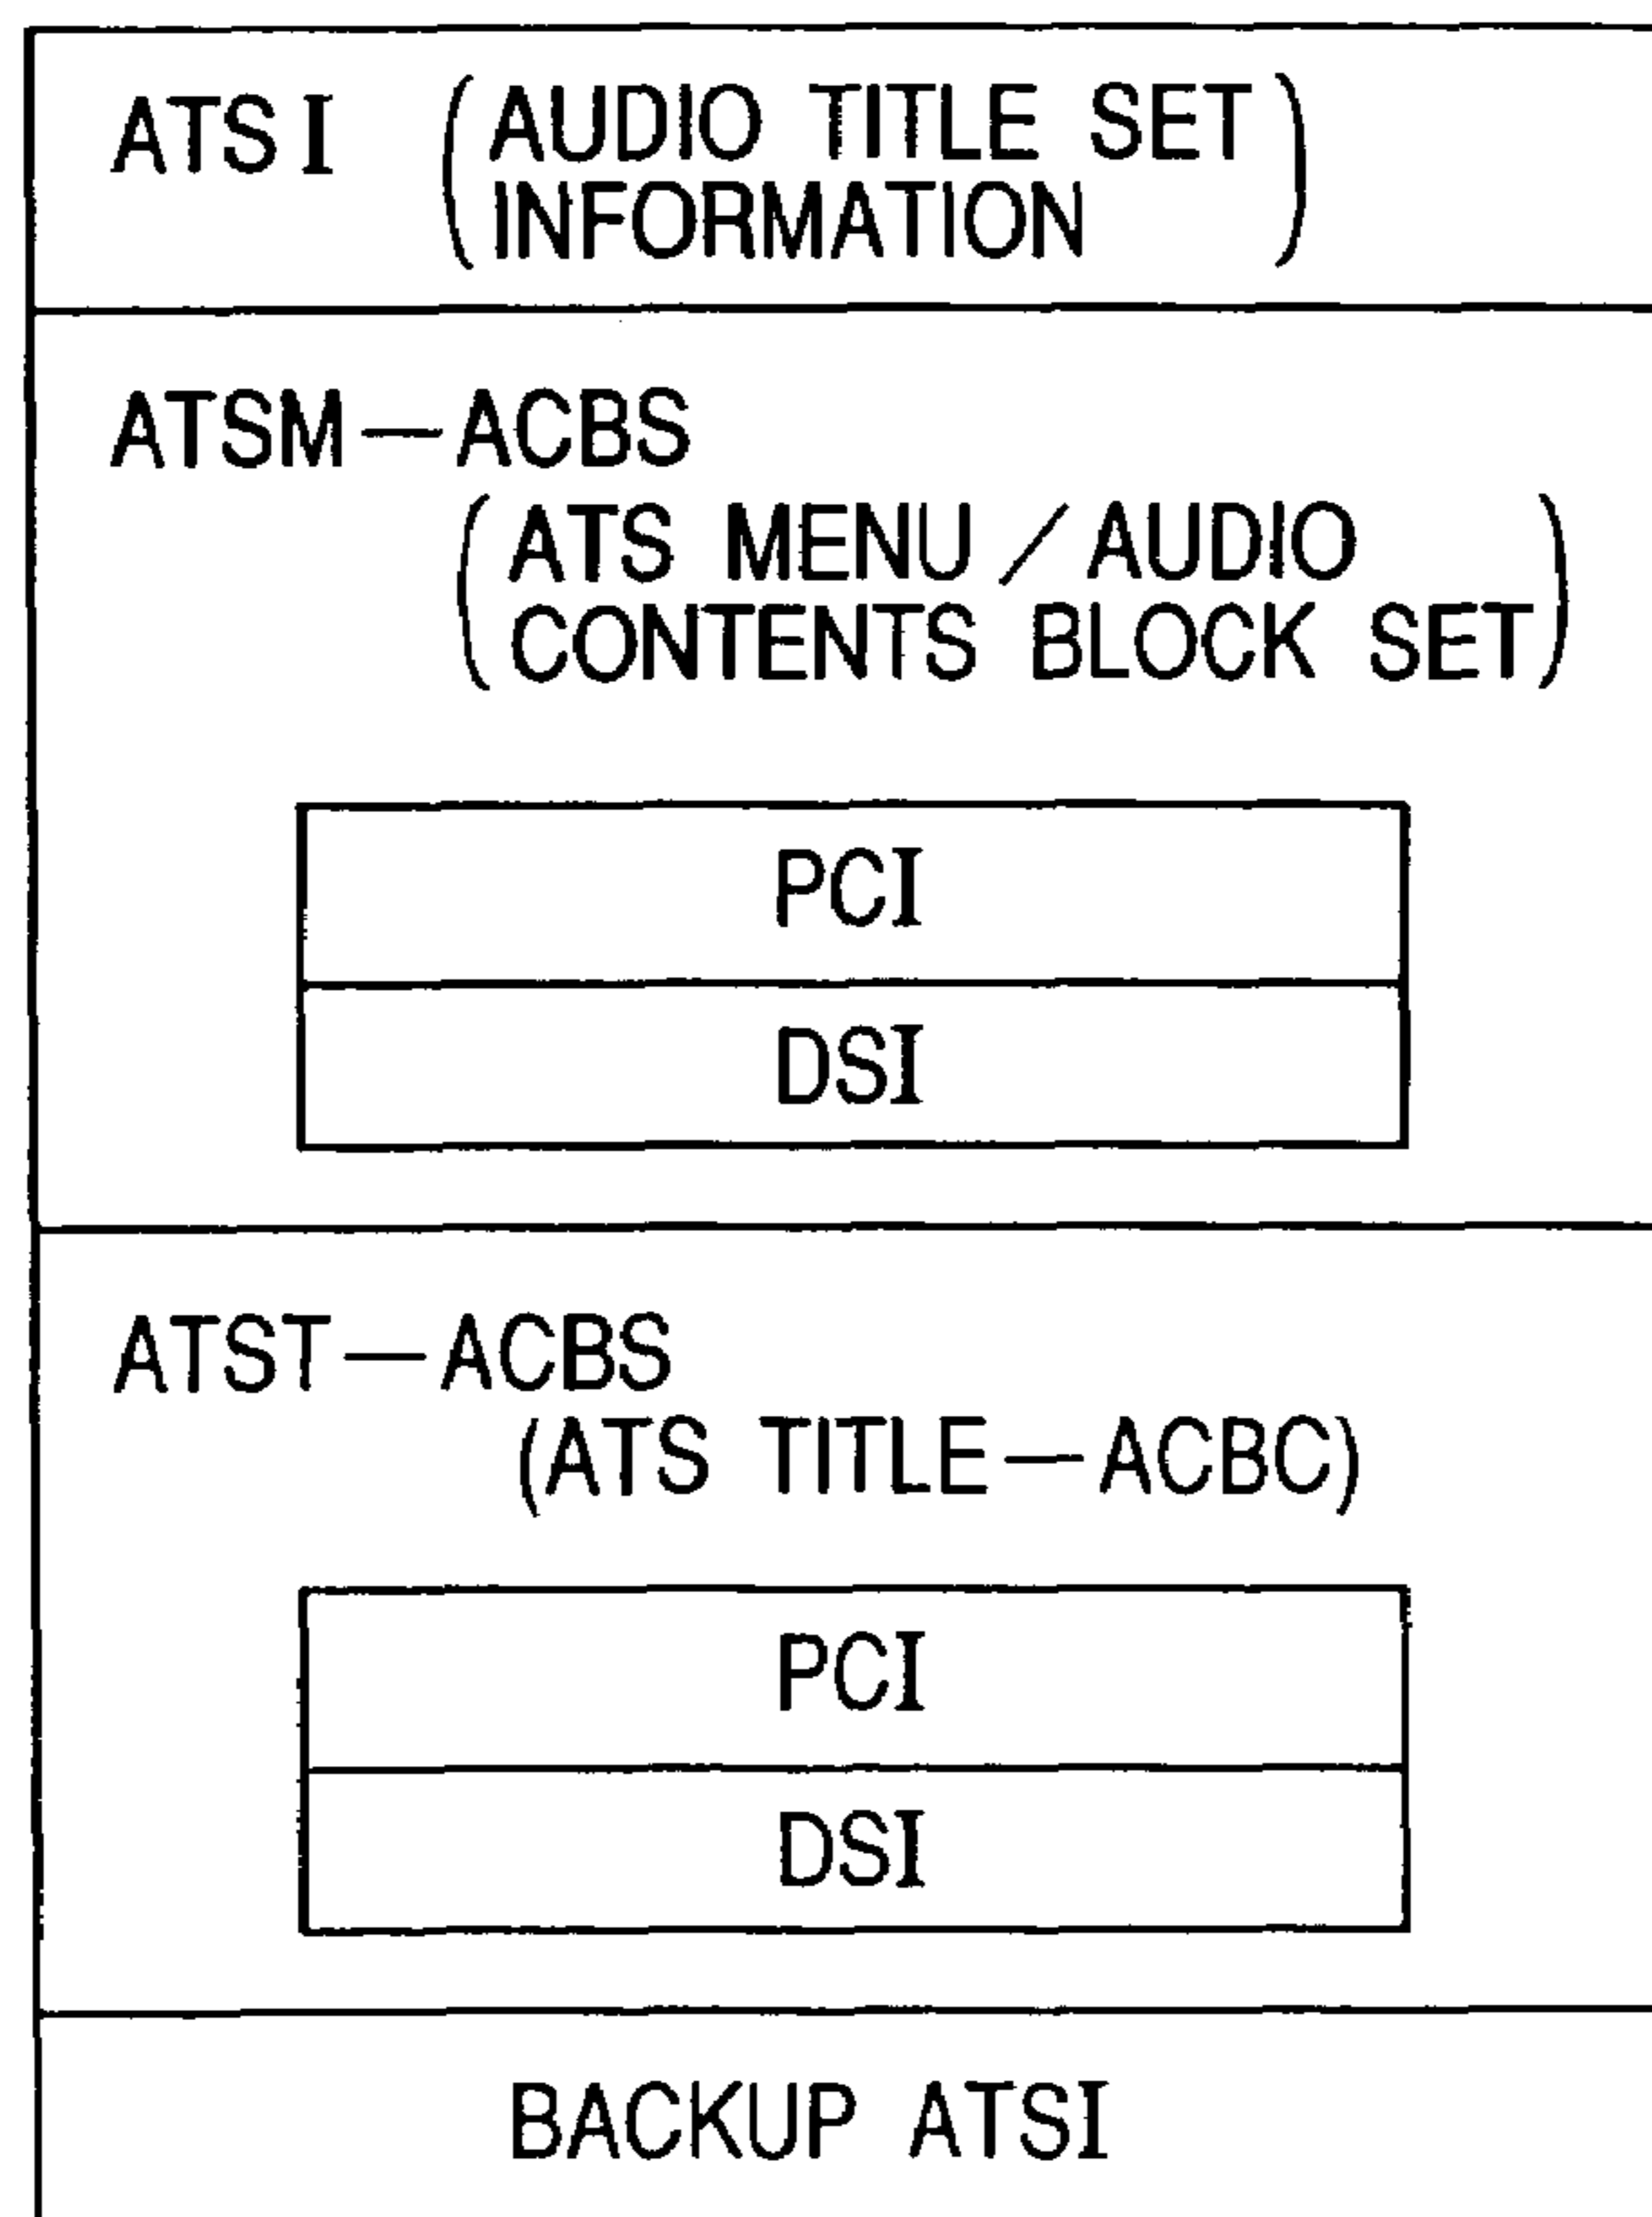 ATSI (AUDIO TITLE SET
INFORMATION)
ATSM—ACBS
(ATS MENU/AUDIO
CONTENTS BLOCK SET)
PCI
DSI
ATST—ACBS
(ATS TITLE—ACBC)
PCI
DSI
BACKUP ATSI